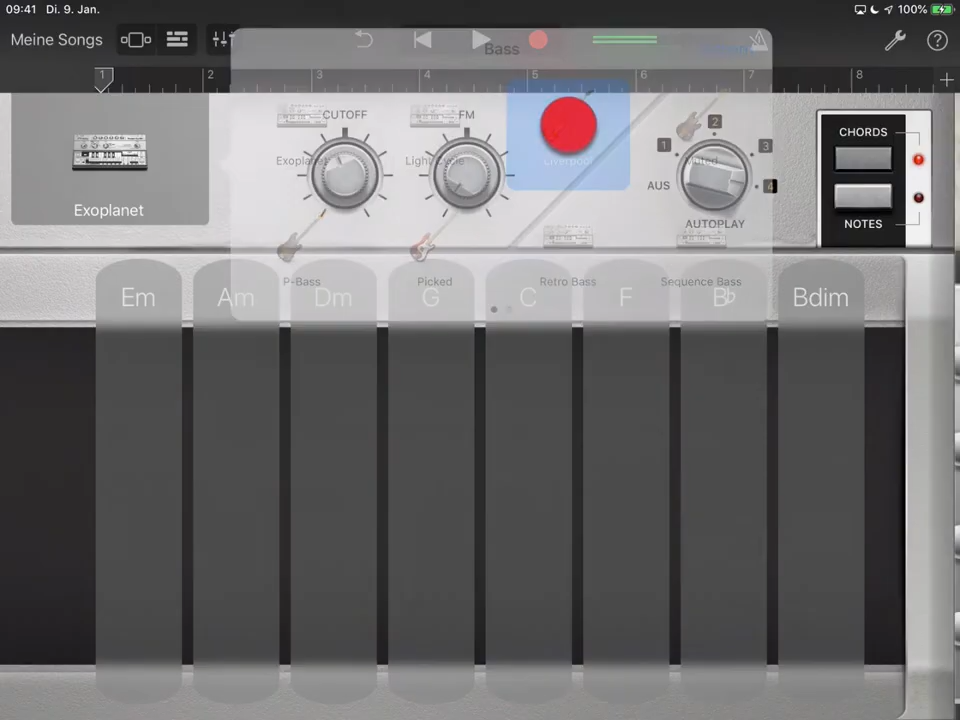 09:41 Di. 9. Jan. 100%
Meine Songs Bass ?
1 2 3 4 5 6 7 8
CUTOFF FM 2 CHORDS
1 3
Exoplanet Light Cycle Liverpool Muted
AUS 4
Exoplanet AUTOPLAY NOTES
P-Bass Picked Retro Bass Sequence Bass
Em Am Dm G C F B♭ Bdim